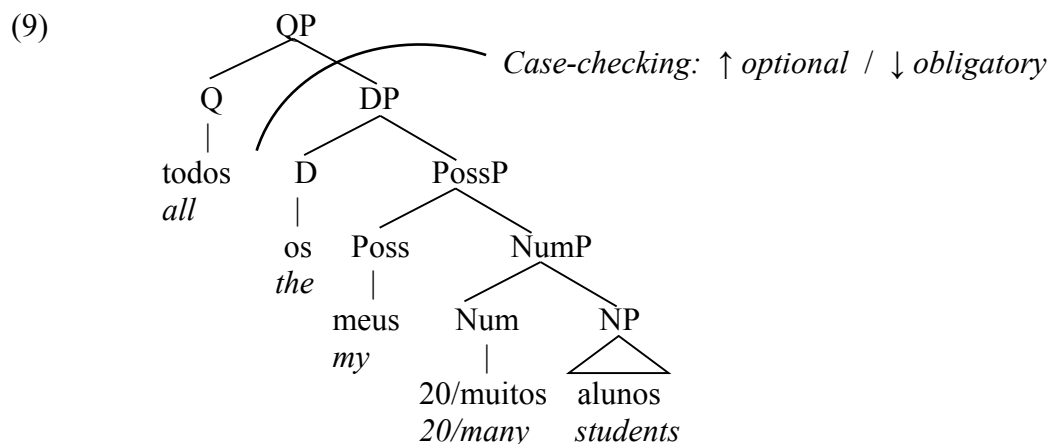 (9)
QP
Case-checking: ↑ optional / ↓ obligatory
Q DP
| 
todos D PossP
all |
os Poss NumP
the |
meus Num NP
my |
20/muitos alunos
20/many students